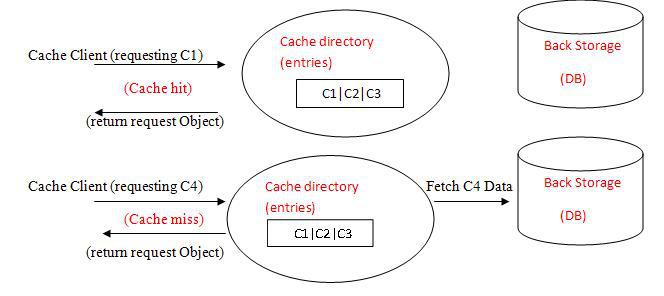 Cache Client (requesting C1)
(Cache hit)
(return request Object)
Cache directory
(entries)
C1|C2|C3
Back Storage
(DB)
Cache Client (requesting C4)
(Cache miss)
(return request Object)
Cache directory
(entries)
C1|C2|C3
Fetch C4 Data
Back Storage
(DB)